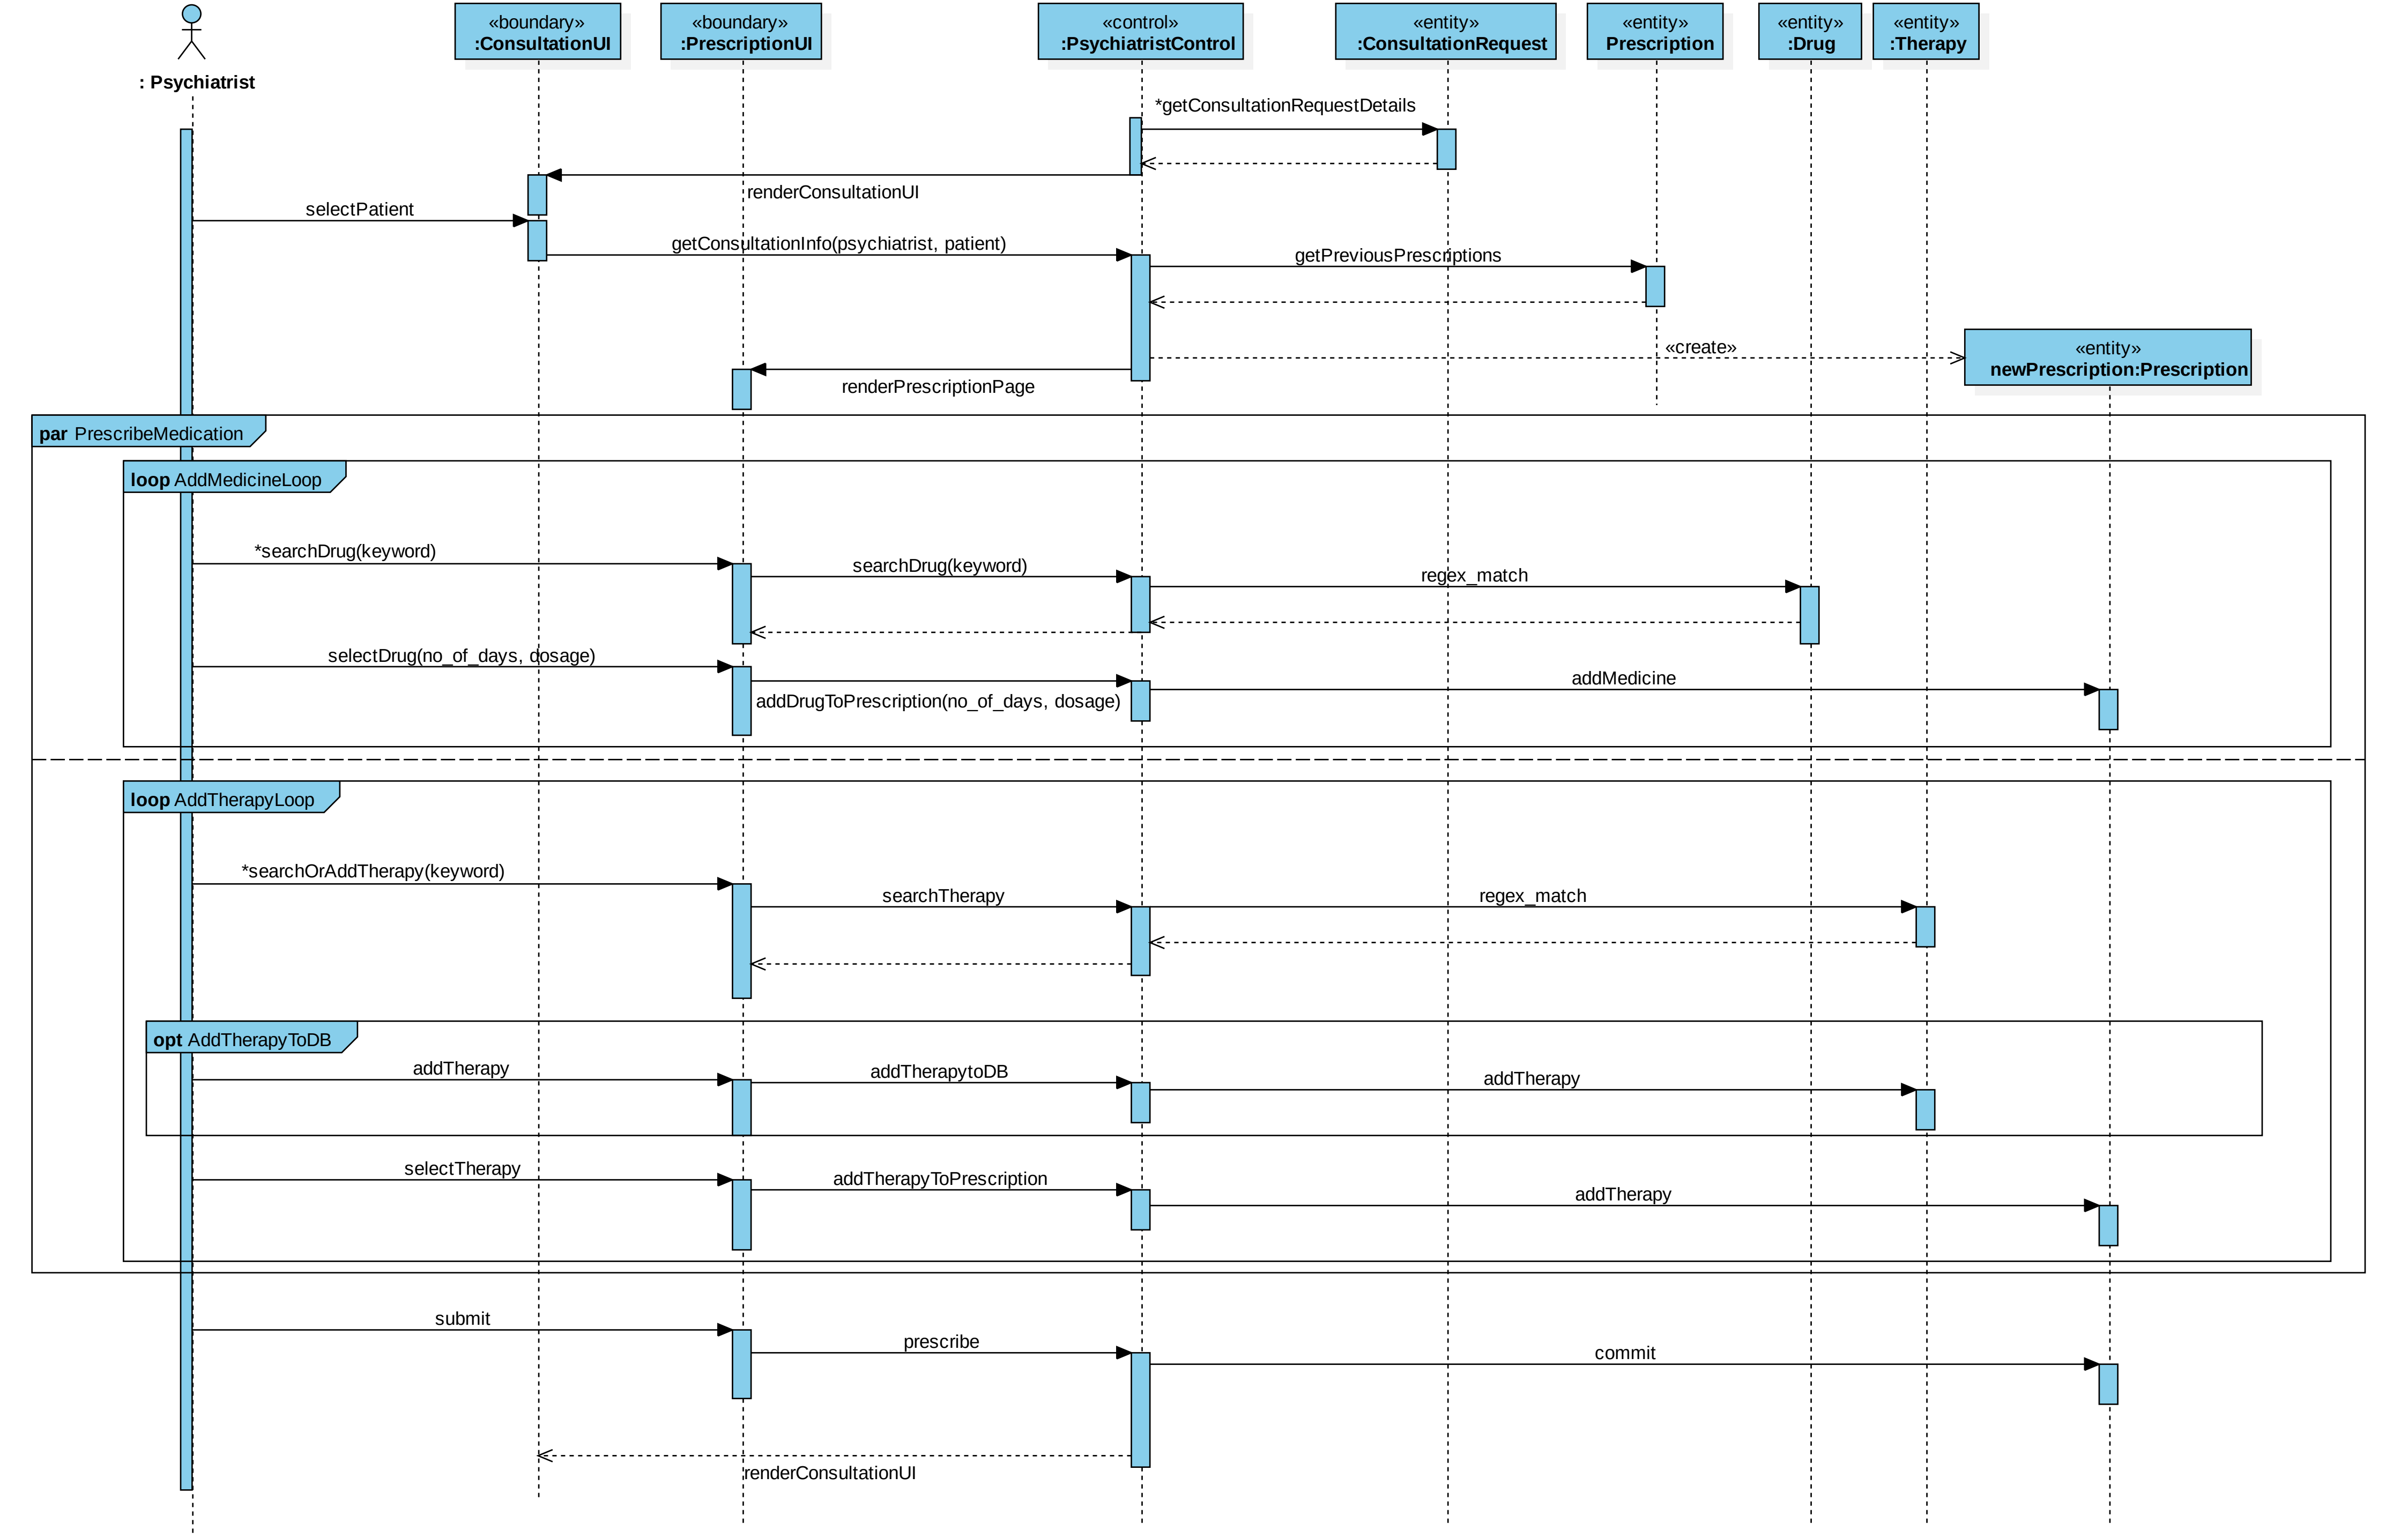 «boundary»
:ConsultationUI
«boundary»
:PrescriptionUI
«control»
:PsychiatristControl
«entity»
:ConsultationRequest
«entity»
Prescription
«entity»
:Drug
«entity»
:Therapy
: Psychiatrist
*getConsultationRequestDetails
renderConsultationUI
selectPatient
getConsultationInfo(psychiatrist, patient)
getPreviousPrescriptions
«create»
«entity»
newPrescription:Prescription
renderPrescriptionPage
par PrescribeMedication
loop AddMedicineLoop
*searchDrug(keyword)
searchDrug(keyword)
regex_match
selectDrug(no_of_days, dosage)
addDrugToPrescription(no_of_days, dosage)
addMedicine
loop AddTherapyLoop
*searchOrAddTherapy(keyword)
searchTherapy
regex_match
opt AddTherapyToDB
addTherapy
addTherapytoDB
addTherapy
selectTherapy
addTherapyToPrescription
addTherapy
submit
prescribe
commit
renderConsultationUI